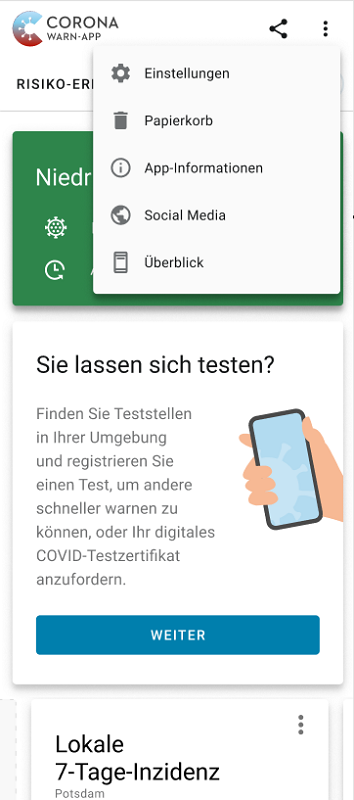 CORONA
WARN-APP
RISIKO-ER
Einstellungen
Papierkorb
App-Informationen
Social Media
Überblick
Niedr
Sie lassen sich testen?
Finden Sie Teststellen
in Ihrer Umgebung
und registrieren Sie
einen Test, um andere
schneller warnen zu
können, oder Ihr digitales
COVID-Testzertifikat
anzufordern.
WEITER
Lokale
7-Tage-Inzidenz
Potsdam